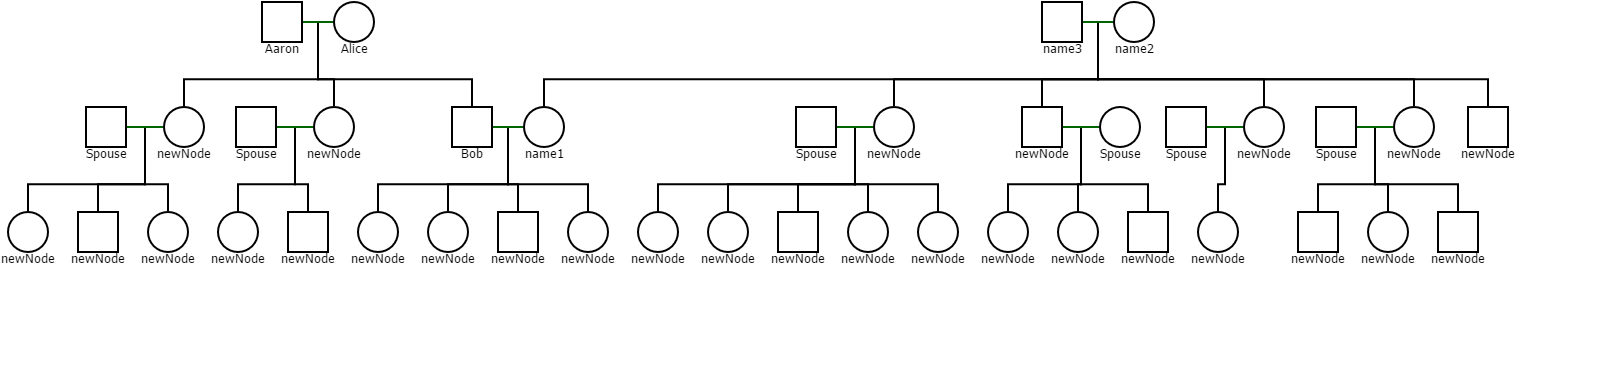 Aaron Alice name3 name2
Spouse newNode Spouse newNode Bob name1 Spouse newNode newNode Spouse Spouse newNode Spouse newNode newNode
newNode newNode newNode newNode newNode newNode newNode newNode newNode newNode newNode newNode newNode newNode newNode newNode newNode newNode newNode newNode newNode